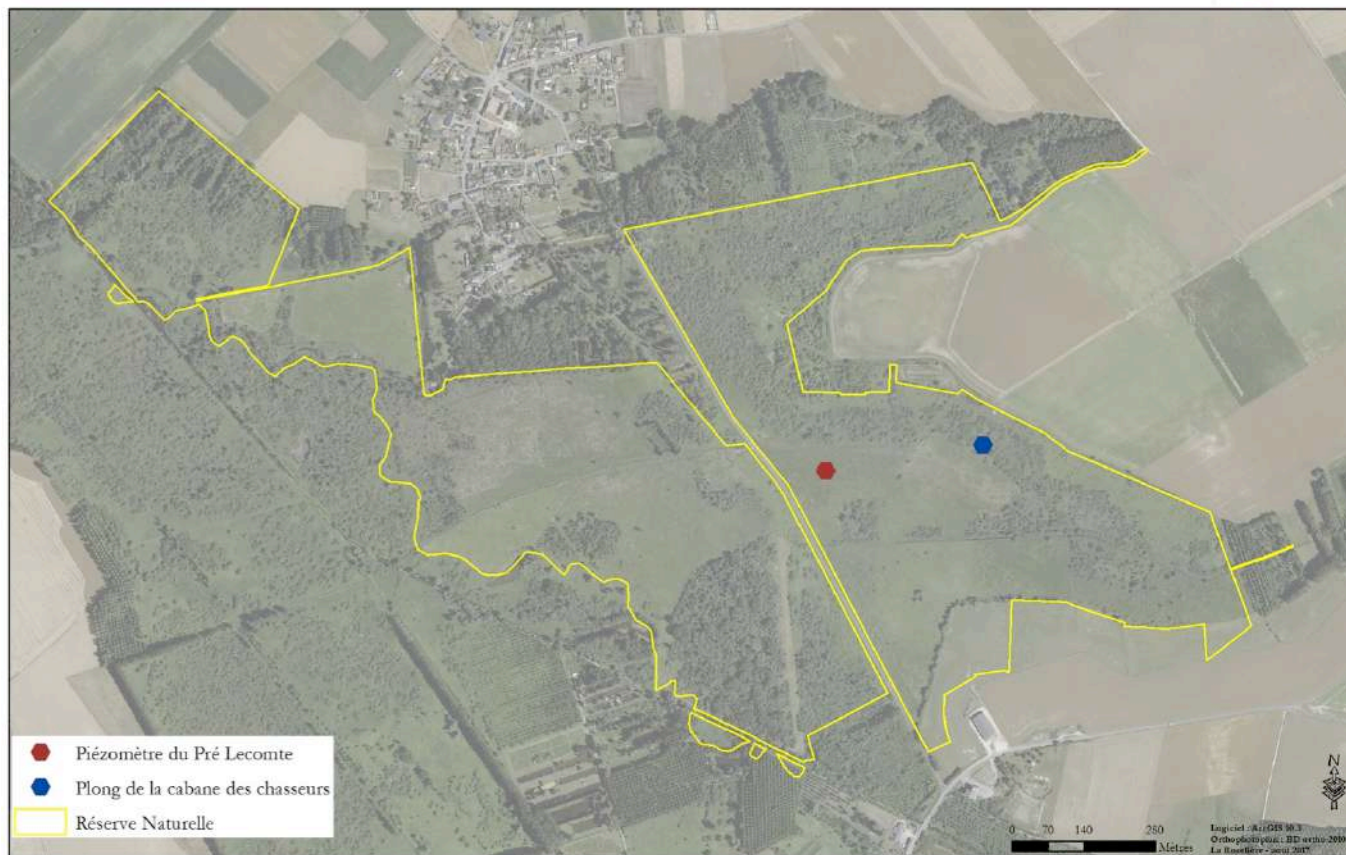 Piézomètre du Pré Lecomte
Plong de la cabane des chasseurs
Réserve Naturelle
N
0 70 140 280
Mètres
Logiciel : ArcGIS 10.3
Orthophotoplan : BD ortho-2010
La Roselière - août 2017